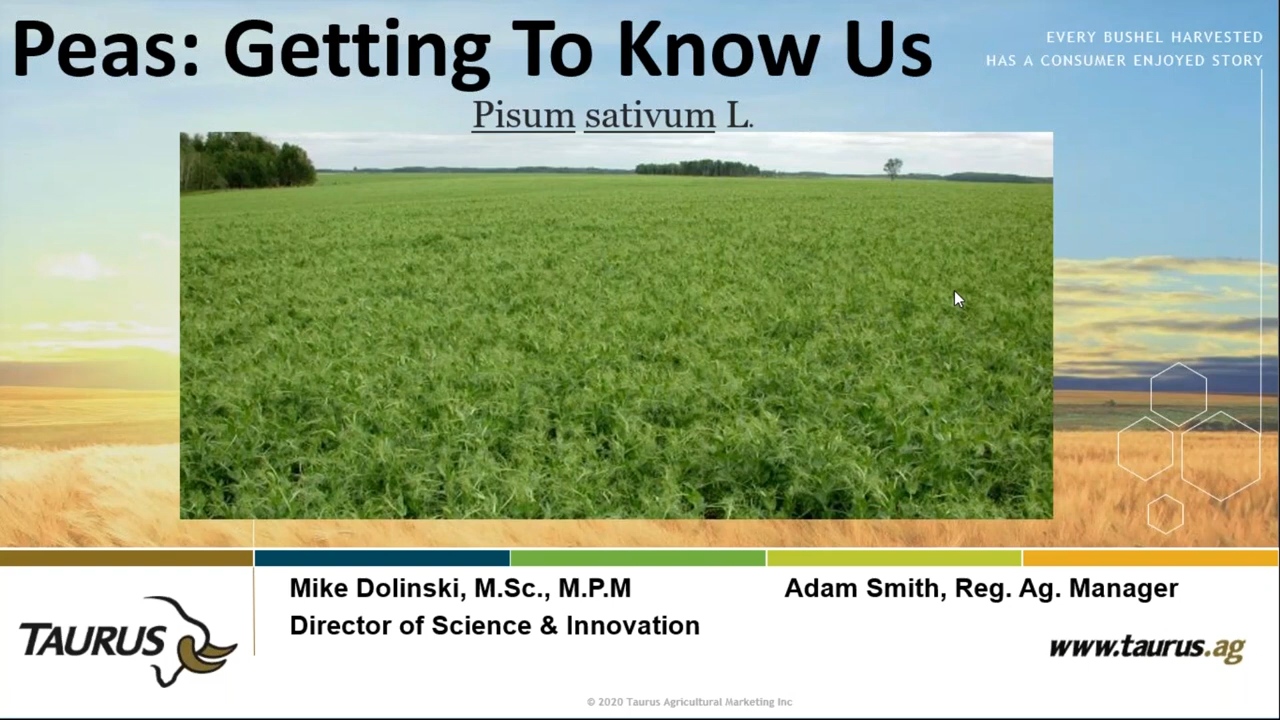 Peas: Getting To Know Us
EVERY BUSHEL HARVESTED
HAS A CONSUMER ENJOYED STORY
Pisum sativum L.
Mike Dolinski, M.Sc., M.P.M
Director of Science & Innovation
Adam Smith, Reg. Ag. Manager
TAURUS
www.taurus.ag
© 2020 Taurus Agricultural Marketing Inc